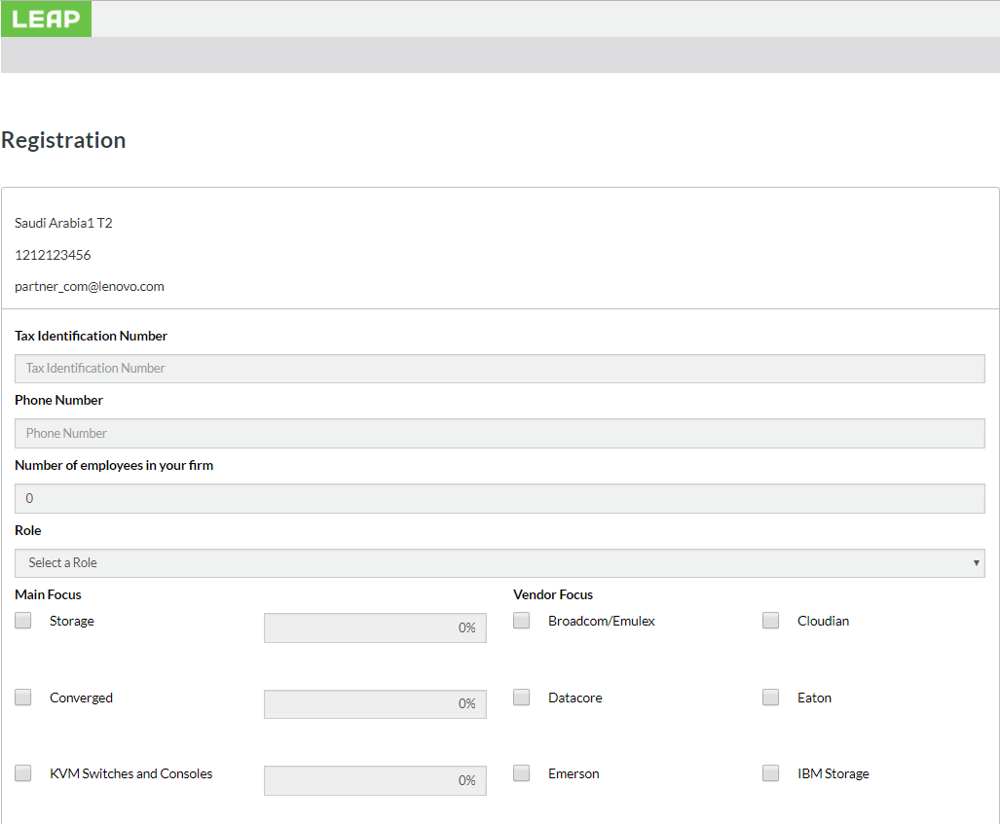 LEAP
Registration
Saudi Arabia1 T2
1212123456
partner_com@lenovo.com
Tax Identification Number
Tax Identification Number
Phone Number
Phone Number
Number of employees in your firm
0
Role
Select a Role
Main Focus Vendor Focus
Storage 0% Broadcom/Emulex Cloudian
Converged 0% Datacore Eaton
KVM Switches and Consoles 0% Emerson IBM Storage